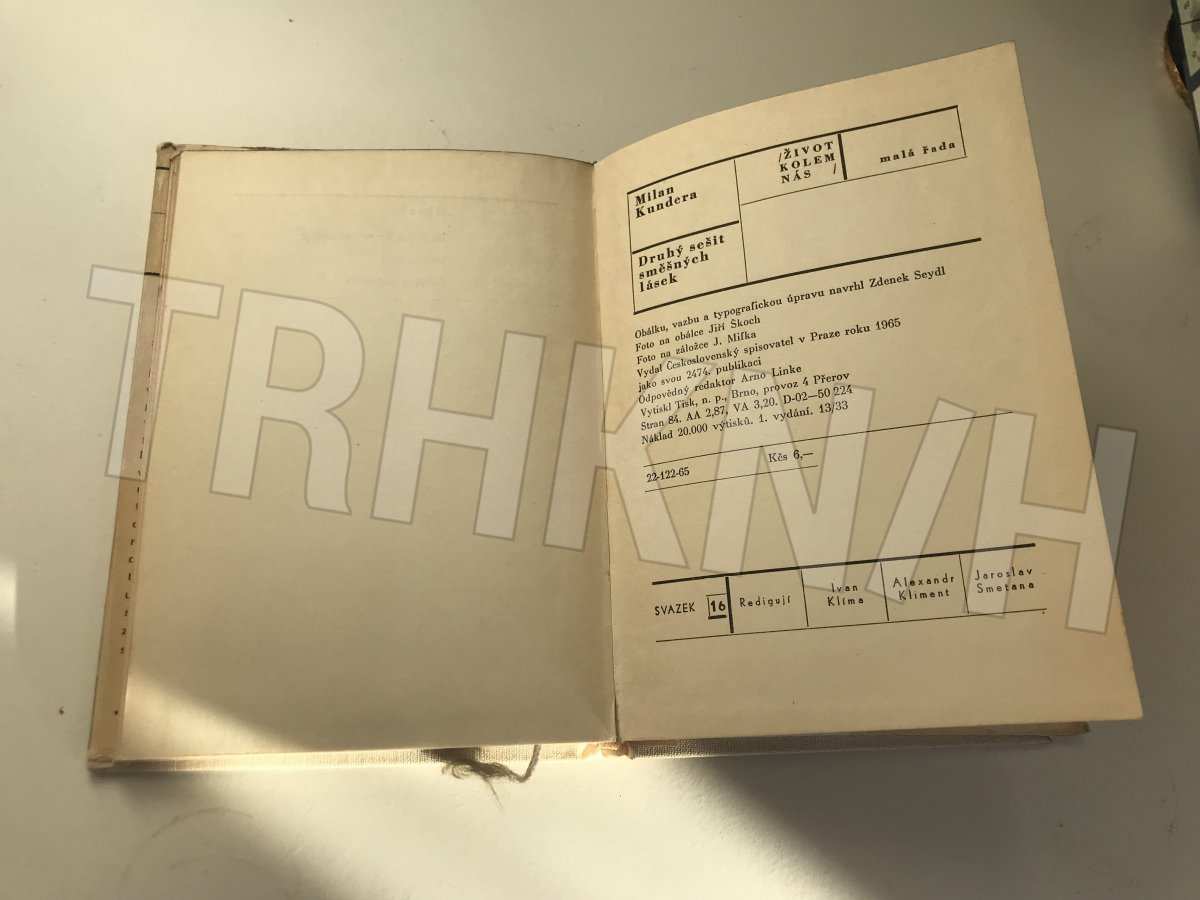 Milan
Kundera
/ŽIVOT
KOLEM
NÁS /
malá řada
Druhý sešit
směšných
lásek
Obálku, vazbu a typografickou úpravu navrhl Zdenek Seydl
Foto na obálce Jiří Škoch
Foto na záložce J. Mifka
Vydal Československý spisovatel v Praze roku 1965
jako svou 2474. publikaci
Odpovědný redaktor Arno Linke
Vytiskl Tisk, n. p., Brno, provoz 4 Přerov
Stran 84. AA 2,87, VA 3,20. D-02—50 224
Náklad 20.000 výtisků. 1. vydání. 13/33
22-122-65
Kčs 6,—
SVAZEK 16
Redigují
Ivan
Klíma
Alexandr
Kliment
Jaroslav
Smetana
TRHKN/H